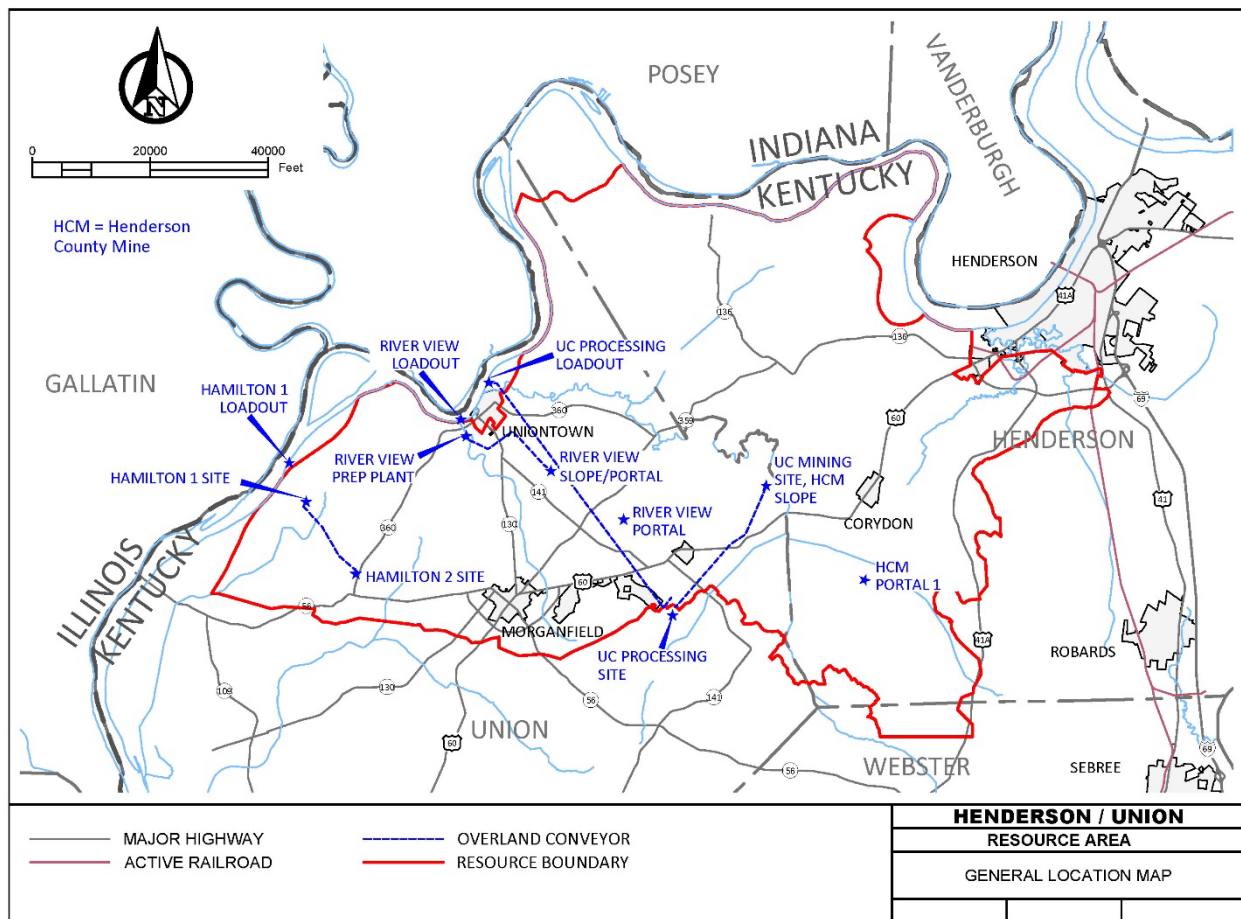 POSEY
VANDERBURGH
INDIANA
KENTUCKY
N
0
20000
40000
Feet
HCM = Henderson
County Mine
HENDERSON
41A
136
136
RIVER VIEW
LOADOUT
UC PROCESSING
LOADOUT
GALLATIN
HAMILTON 1
LOADOUT
60
69
360
359
UNIONTOWN
HENDERSON
RIVER VIEW
PREP PLANT
RIVER VIEW
SLOPE/PORTAL
UC MINING
SITE, HCM
SLOPE
HAMILTON 1 SITE
141
41
CORYDON
RIVER VIEW
PORTAL
360
130
ILLINOIS
KENTUCKY
HAMILTON 2 SITE
60
HCM
PORTAL 1
56
MORGANFIELD
41A
UC PROCESSING
SITE
ROBARDS
109
130
56
141
UNION
60
69
WEBSTER
56
SEBREE
MAJOR HIGHWAY
ACTIVE RAILROAD
OVERLAND CONVEYOR
RESOURCE BOUNDARY
HENDERSON / UNION
RESOURCE AREA
GENERAL LOCATION MAP